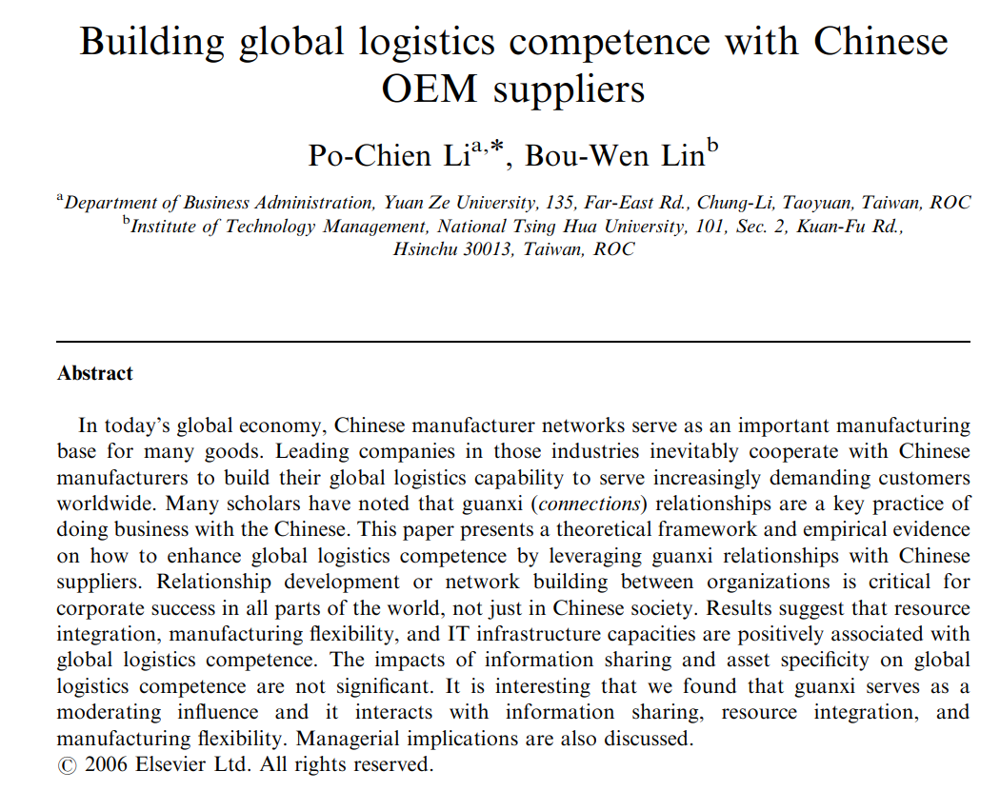 Building global logistics competence with Chinese
OEM suppliers
Po-Chien Liᵃ,*, Bou-Wen Linᵇ
ᵃDepartment of Business Administration, Yuan Ze University, 135, Far-East Rd., Chung-Li, Taoyuan, Taiwan, ROC
ᵇInstitute of Technology Management, National Tsing Hua University, 101, Sec. 2, Kuan-Fu Rd.,
Hsinchu 30013, Taiwan, ROC
Abstract
In today's global economy, Chinese manufacturer networks serve as an important manufacturing
base for many goods. Leading companies in those industries inevitably cooperate with Chinese
manufacturers to build their global logistics capability to serve increasingly demanding customers
worldwide. Many scholars have noted that guanxi (connections) relationships are a key practice of
doing business with the Chinese. This paper presents a theoretical framework and empirical evidence
on how to enhance global logistics competence by leveraging guanxi relationships with Chinese
suppliers. Relationship development or network building between organizations is critical for
corporate success in all parts of the world, not just in Chinese society. Results suggest that resource
integration, manufacturing flexibility, and IT infrastructure capacities are positively associated with
global logistics competence. The impacts of information sharing and asset specificity on global
logistics competence are not significant. It is interesting that we found that guanxi serves as a
moderating influence and it interacts with information sharing, resource integration, and
manufacturing flexibility. Managerial implications are also discussed.
© 2006 Elsevier Ltd. All rights reserved.